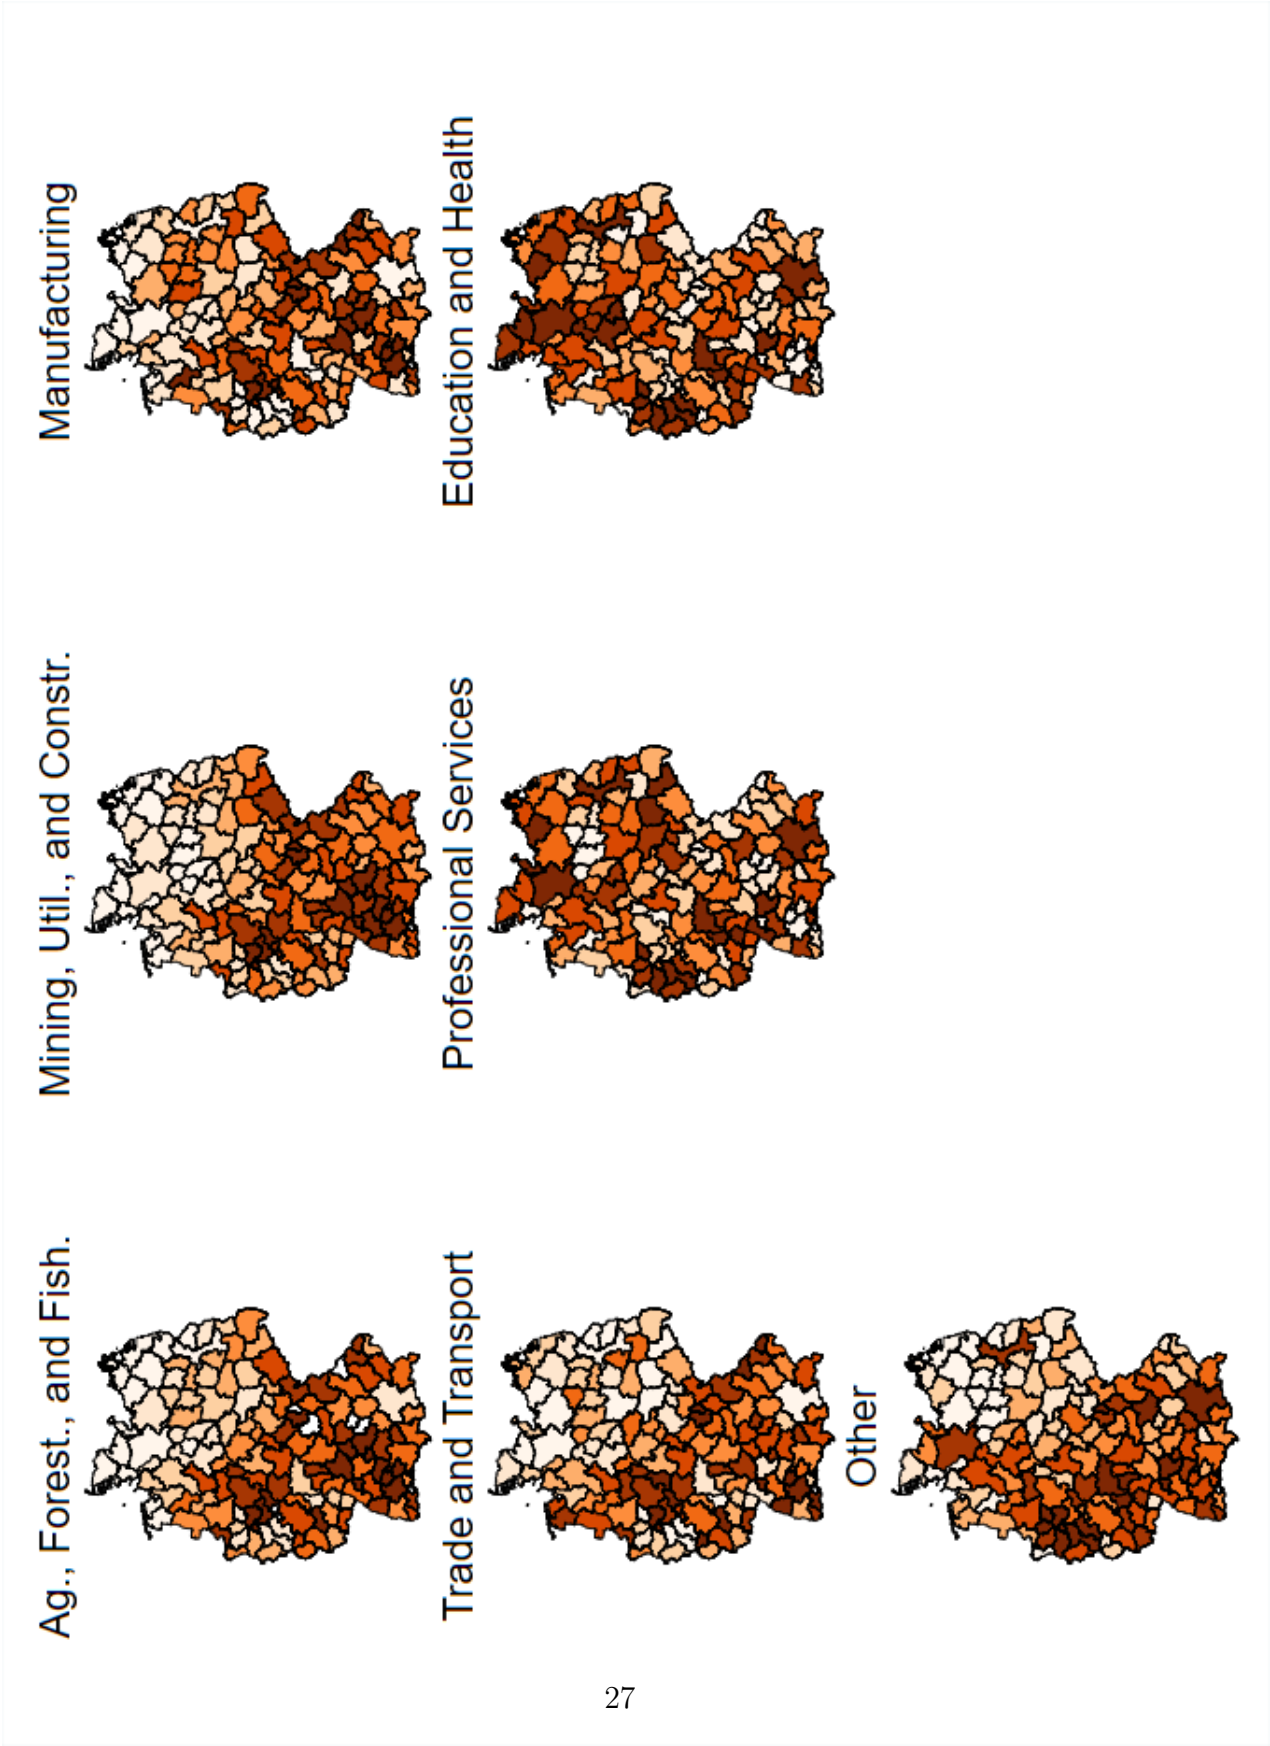 Ag., Forest., and Fish.
Mining, Util., and Constr.
Manufacturing
Trade and Transport
Professional Services
Education and Health
Other
27